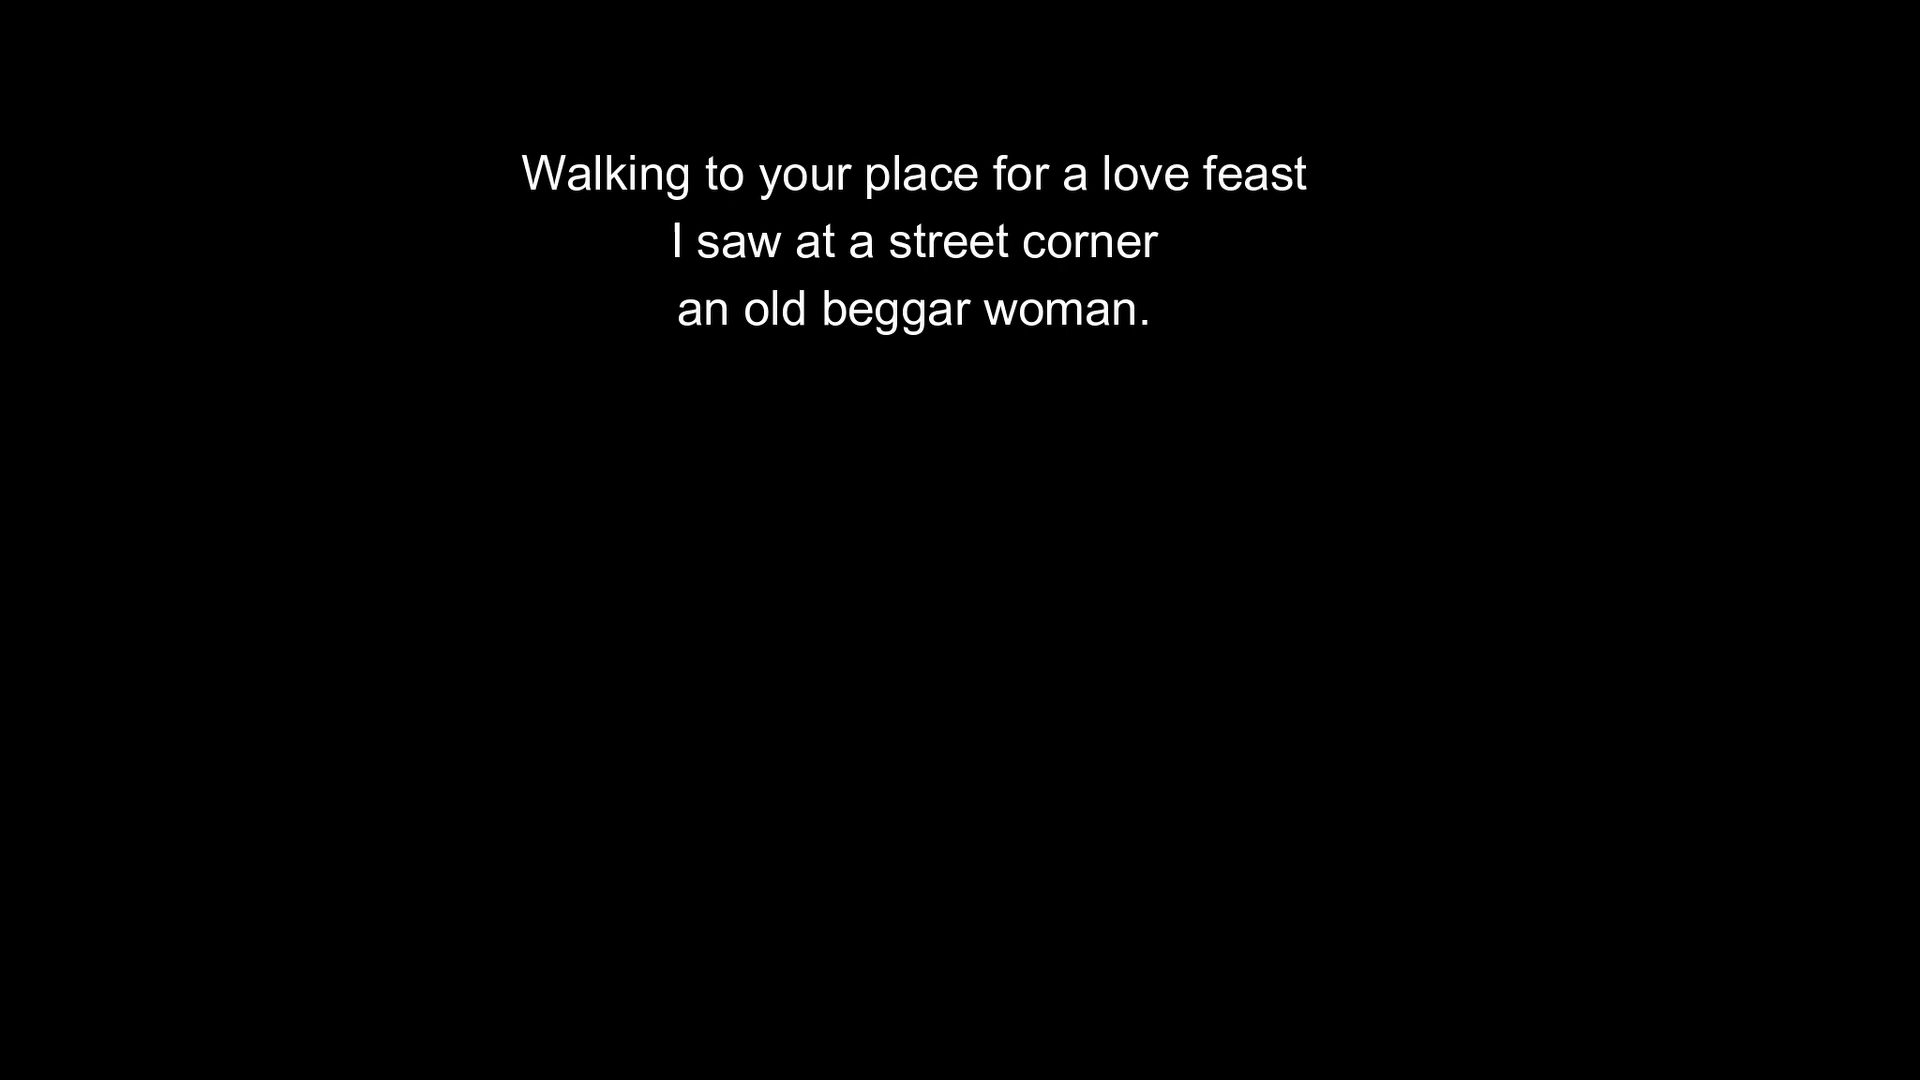 Walking to your place for a love feast
I saw at a street corner
an old beggar woman.